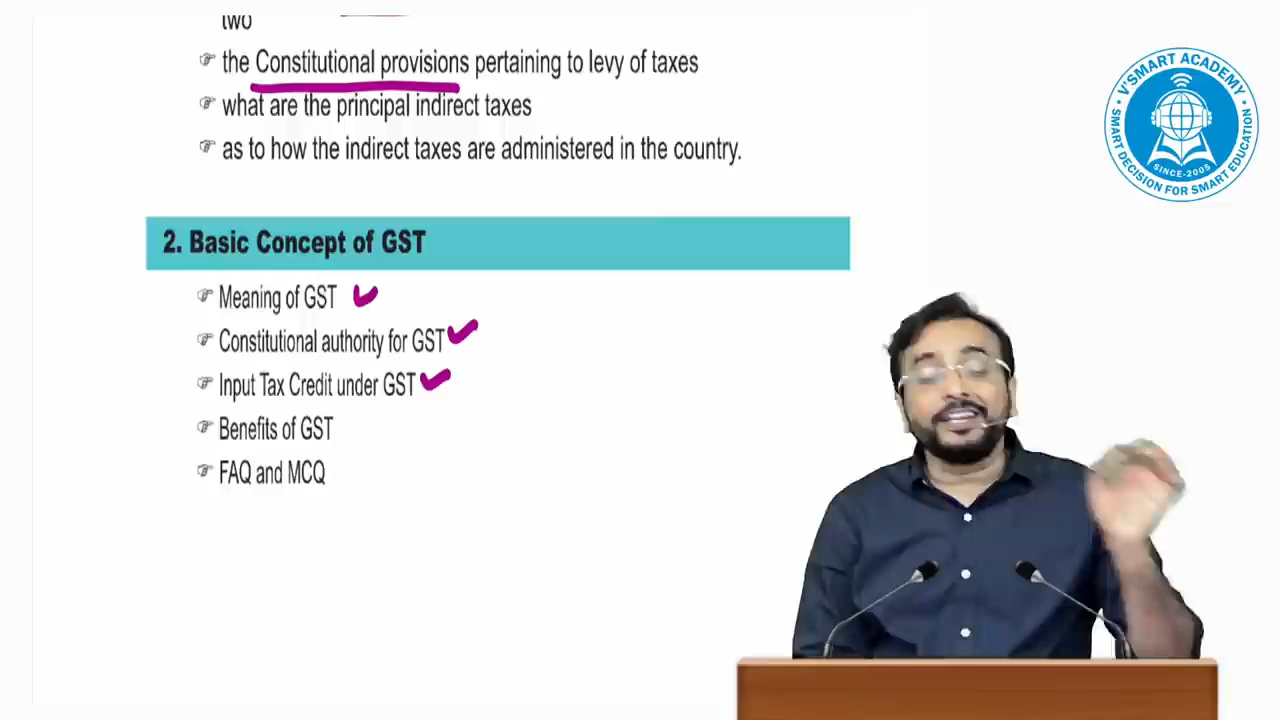 two
the Constitutional provisions pertaining to levy of taxes
what are the principal indirect taxes
as to how the indirect taxes are administered in the country.
2. Basic Concept of GST
Meaning of GST
Constitutional authority for GST
Input Tax Credit under GST
Benefits of GST
FAQ and MCQ
V'SMART ACADEMY
SINCE-2005
SMART DECISION FOR SMART EDUCATION